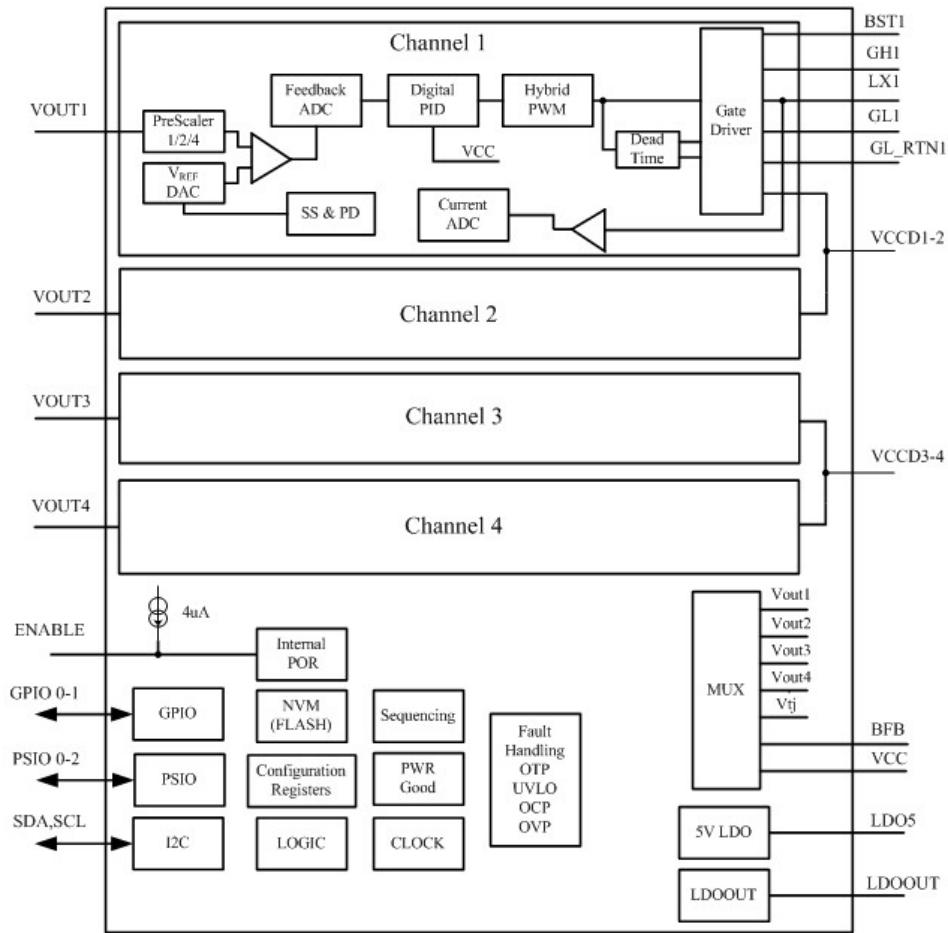 Channel 1
BST1
GH1
LX1
GL1
GL_RTN1
VCCD1-2
VOUT1
PreScaler
1/2/4
Feedback
ADC
Digital
PID
Hybrid
PWM
Gate
Driver
Dead
Time
VCC
VREF
DAC
SS & PD
Current
ADC
VOUT2
Channel 2
VOUT3
Channel 3
VCCD3-4
VOUT4
Channel 4
4uA
ENABLE
Internal
POR
GPIO 0-1
GPIO
NVM
(FLASH)
Sequencing
PSIO 0-2
PSIO
Configuration
Registers
PWR
Good
SDA,SCL
I2C
LOGIC
CLOCK
Fault
Handling
OTP
UVLO
OCP
OVP
MUX
Vout1
Vout2
Vout3
Vout4
Vtj
BFB
VCC
5V LDO
LDO5
LDOOUT
LDOOUT